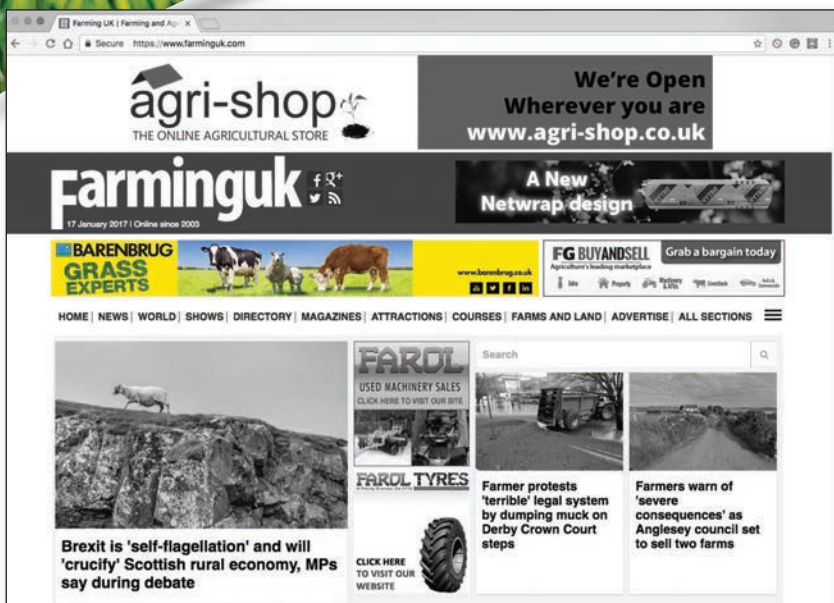 Farming UK | Farming and Ag
Secure https://www.farminguk.com
agri-shop
THE ONLINE AGRICULTURAL STORE
We're Open
Wherever you are
www.agri-shop.co.uk
Farminguk
17 January 2017 | Online since 2003
A New
Netwrap design
BARENBRUG
GRASS
EXPERTS
www.barenbrug.co.uk
FG BUYANDSELL
Agriculture's leading marketplace
Grab a bargain today
Jobs
Property
Machinery
& ATVs
Livestock
HOME | NEWS | WORLD | SHOWS | DIRECTORY | MAGAZINES | ATTRACTIONS | COURSES | FARMS AND LAND | ADVERTISE | ALL SECTIONS
Brexit is 'self-flagellation' and will
'crucify' Scottish rural economy, MPs
say during debate
FAROL
USED MACHINERY SALES
CLICK HERE TO VISIT OUR SITE
FAROL TYRES
CLICK HERE
TO VISIT OUR
WEBSITE
Search
Farmer protests
'terrible' legal system
by dumping muck on
Derby Crown Court
steps
Farmers warn of
'severe
consequences' as
Anglesey council set
to sell two farms